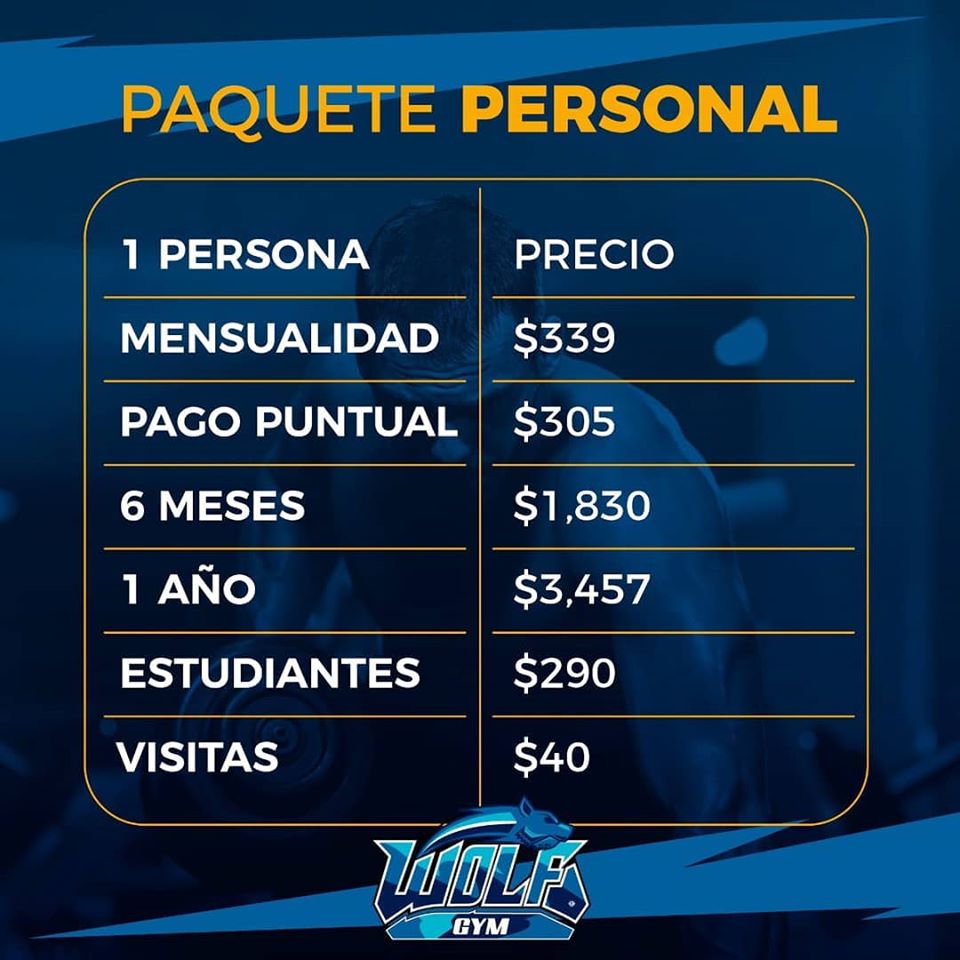 PAQUETE PERSONAL
1 PERSONA PRECIO
MENSUALIDAD $339
PAGO PUNTUAL $305
6 MESES $1,830
1 AÑO $3,457
ESTUDIANTES $290
VISITAS $40
WOLF
GYM